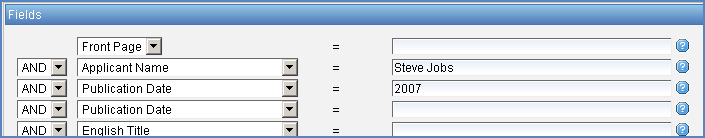 Fields
Front Page =
AND Applicant Name = Steve Jobs
AND Publication Date = 2007
AND Publication Date =
AND English Title =